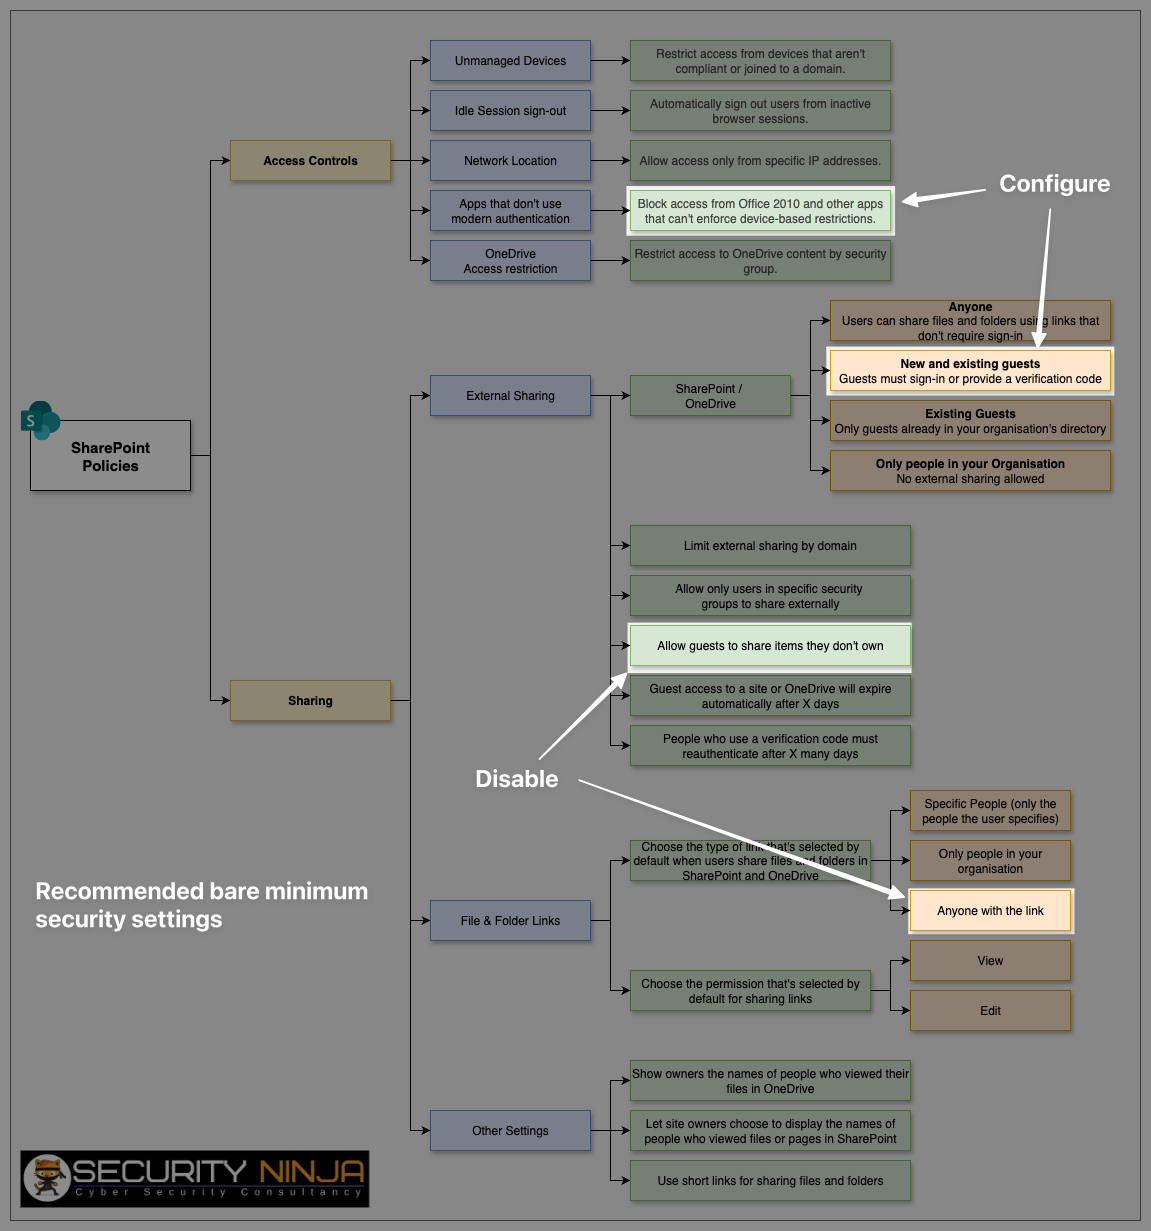 Unmanaged Devices
Restrict access from devices that aren't
compliant or joined to a domain.
Idle Session sign-out
Automatically sign out users from inactive
browser sessions.
Access Controls
Network Location
Allow access only from specific IP addresses.
Configure
Apps that don't use
modern authentication
Block access from Office 2010 and other apps
that can't enforce device-based restrictions.
OneDrive
Access restriction
Restrict access to OneDrive content by security
group.
Anyone
Users can share files and folders using links that
don't require sign-in
New and existing guests
Guests must sign-in or provide a verification code
External Sharing
SharePoint /
OneDrive
Existing Guests
Only guests already in your organisation's directory
S
SharePoint
Policies
Only people in your Organisation
No external sharing allowed
Limit external sharing by domain
Allow only users in specific security
groups to share externally
Allow guests to share items they don't own
Sharing
Guest access to a site or OneDrive will expire
automatically after X days
People who use a verification code must
reauthenticate after X many days
Disable
Specific People (only the
people the user specifies)
Choose the type of link that's selected by
default when users share files and folders in
SharePoint and OneDrive
Only people in your
organisation
Recommended bare minimum
security settings
File & Folder Links
Anyone with the link
View
Choose the permission that's selected by
default for sharing links
Edit
Show owners the names of people who viewed their
files in OneDrive
Other Settings
Let site owners choose to display the names of
people who viewed files or pages in SharePoint
Use short links for sharing files and folders
SECURITY NINJA
Cyber Security Consultancy